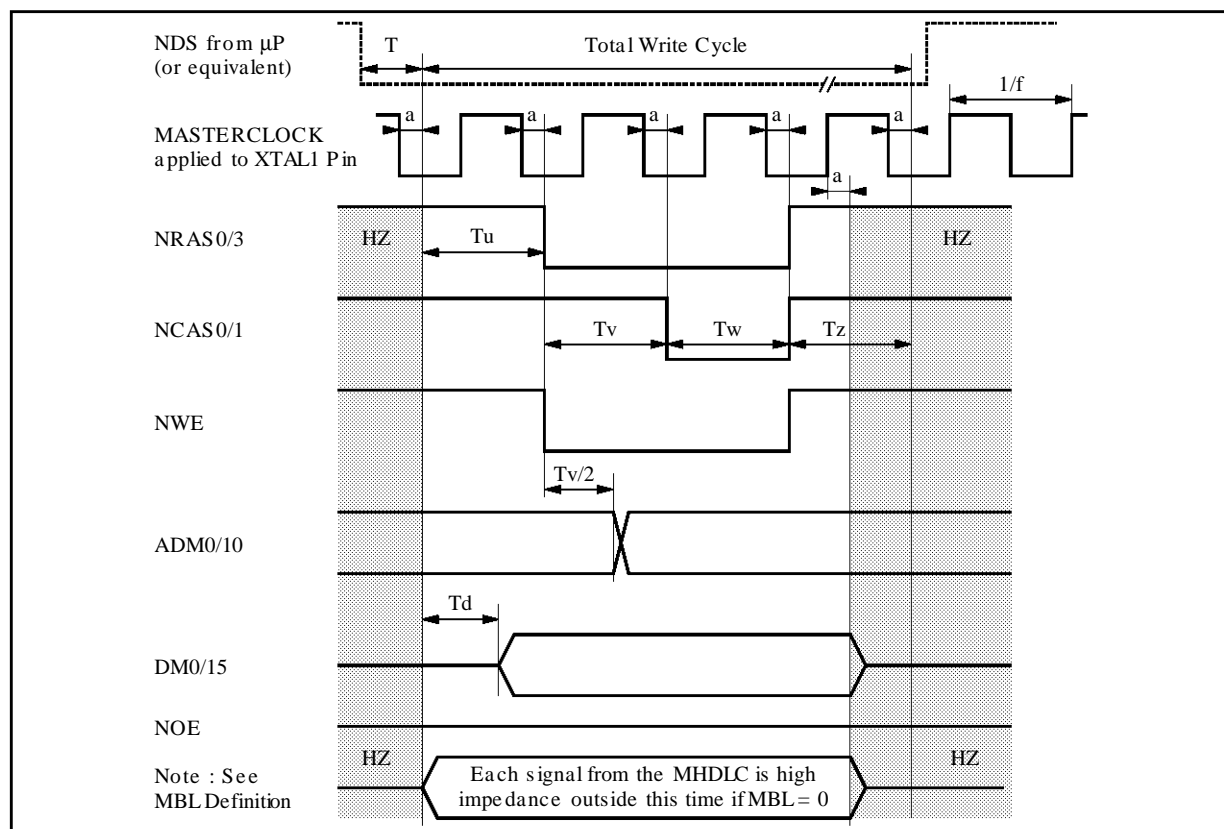 NDS from µP
(or equivalent)
T
Total Write Cycle
1/f
MASTERCLOCK
applied to XTAL1 Pin
a
a
a
a
a
a
NRAS0/3
HZ
Tu
HZ
NCAS0/1
Tv
Tw
Tz
NWE
Tv/2
ADM0/10
Td
DM0/15
NOE
HZ
HZ
Note : See
MBL Definition
Each signal from the MHDLC is high
impedance outside this time if MBL = 0